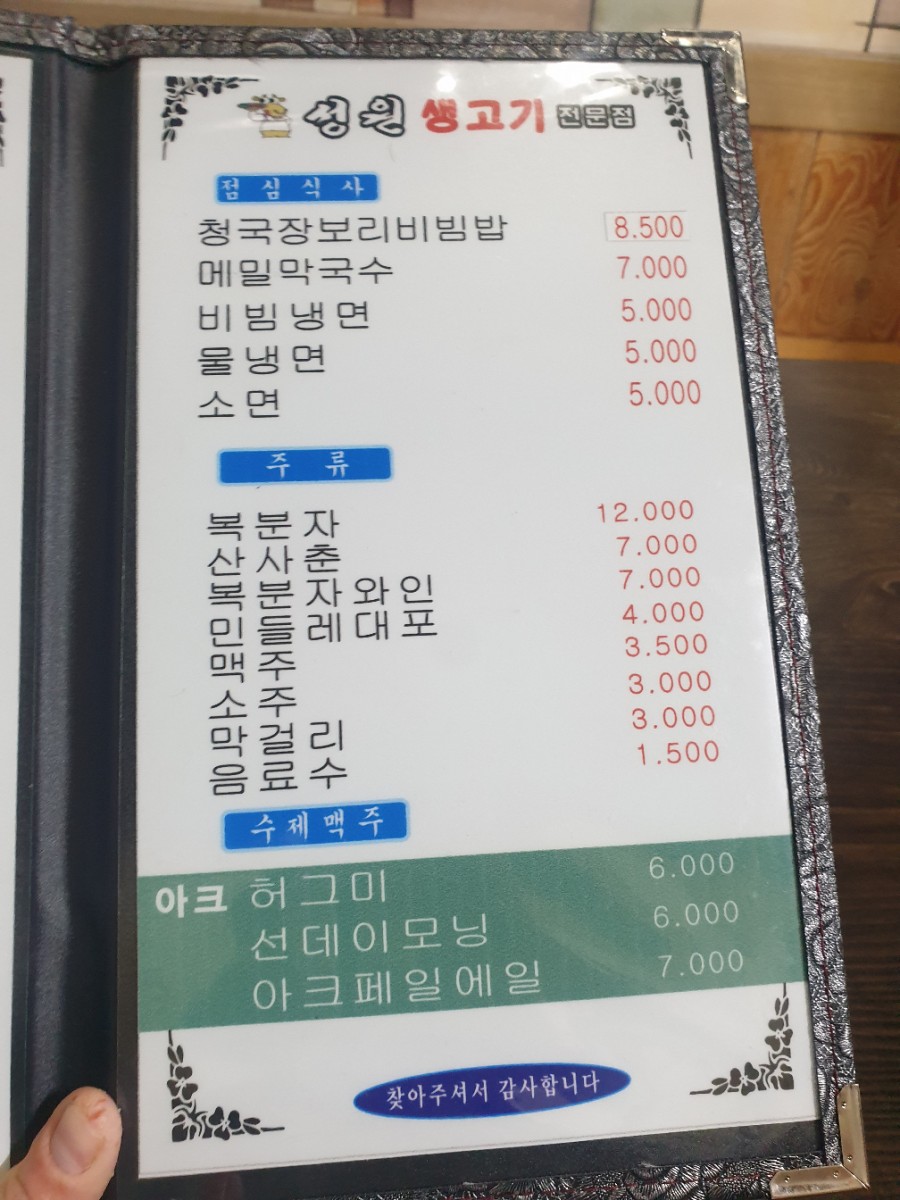 성원 생고기 전문점
점심식사
청국장보리비빔밥 8.500
메밀막국수 7.000
비빔냉면 5.000
물냉면 5.000
소면 5.000
주류
복분자 12.000
산사춘 7.000
복분자와인 7.000
민들레대포 4.000
맥주 3.500
소주 3.000
막걸리 3.000
음료수 1.500
수제맥주
아크 허그미 6.000
선데이모닝 6.000
아크페일에일 7.000
찾아주셔서 감사합니다